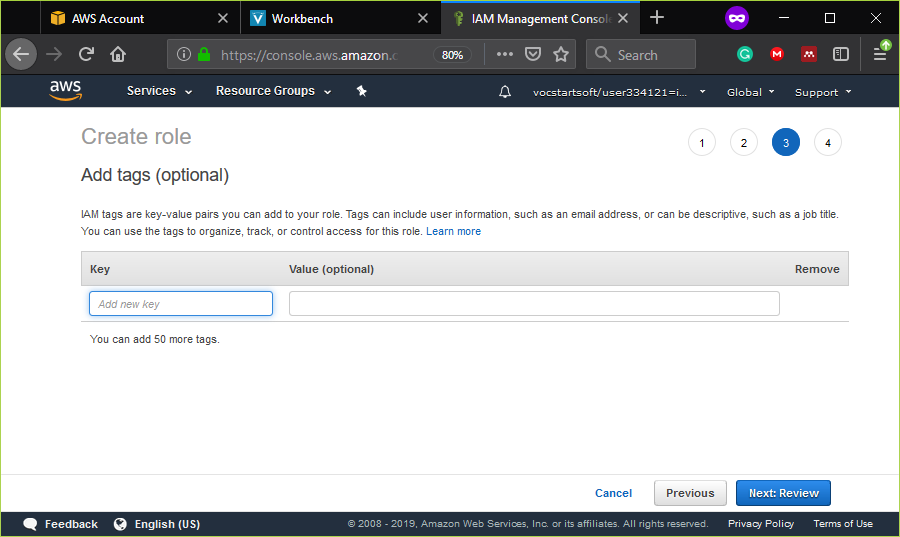 AWS Account
Workbench
IAM Management Console
https://console.aws.amazon.c
80%
Search
aws
Services
Resource Groups
vocstartsoft/user334121=i...
Global
Support
Create role
1 2 3 4
Add tags (optional)
IAM tags are key-value pairs you can add to your role. Tags can include user information, such as an email address, or can be descriptive, such as a job title.
You can use the tags to organize, track, or control access for this role. Learn more
Key Value (optional) Remove
Add new key
You can add 50 more tags.
Cancel Previous Next: Review
Feedback English (US) © 2008 - 2019, Amazon Web Services, Inc. or its affiliates. All rights reserved. Privacy Policy Terms of Use